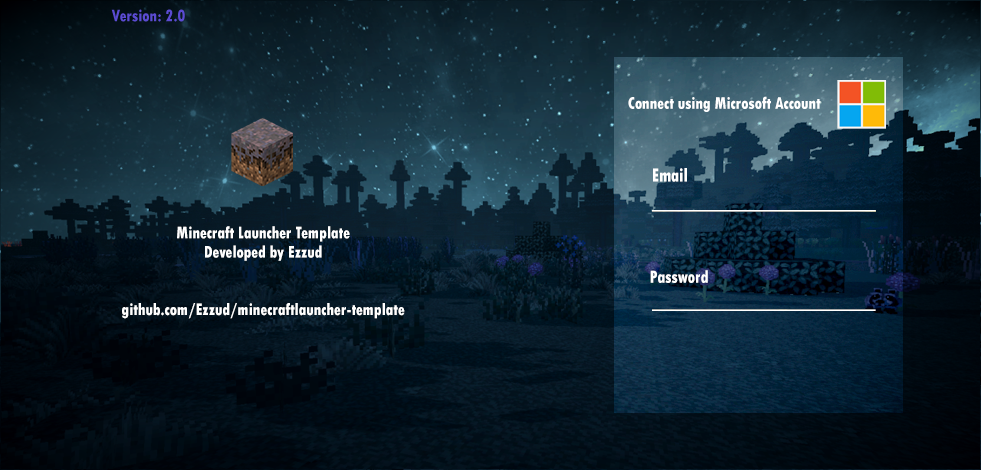 Version: 2.0
Minecraft Launcher Template
Developed by Ezzud
github.com/Ezzud/minecraftlauncher-template
Connect using Microsoft Account
Email
Password